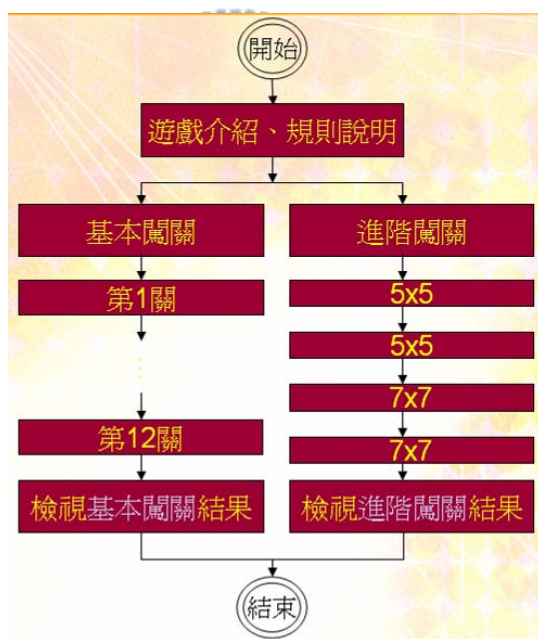 開始
遊戲介紹、規則說明
基本闖關
進階闖關
第1關
5x5
5x5
7x7
第12關
7x7
檢視基本闖關結果
檢視進階闖關結果
結束